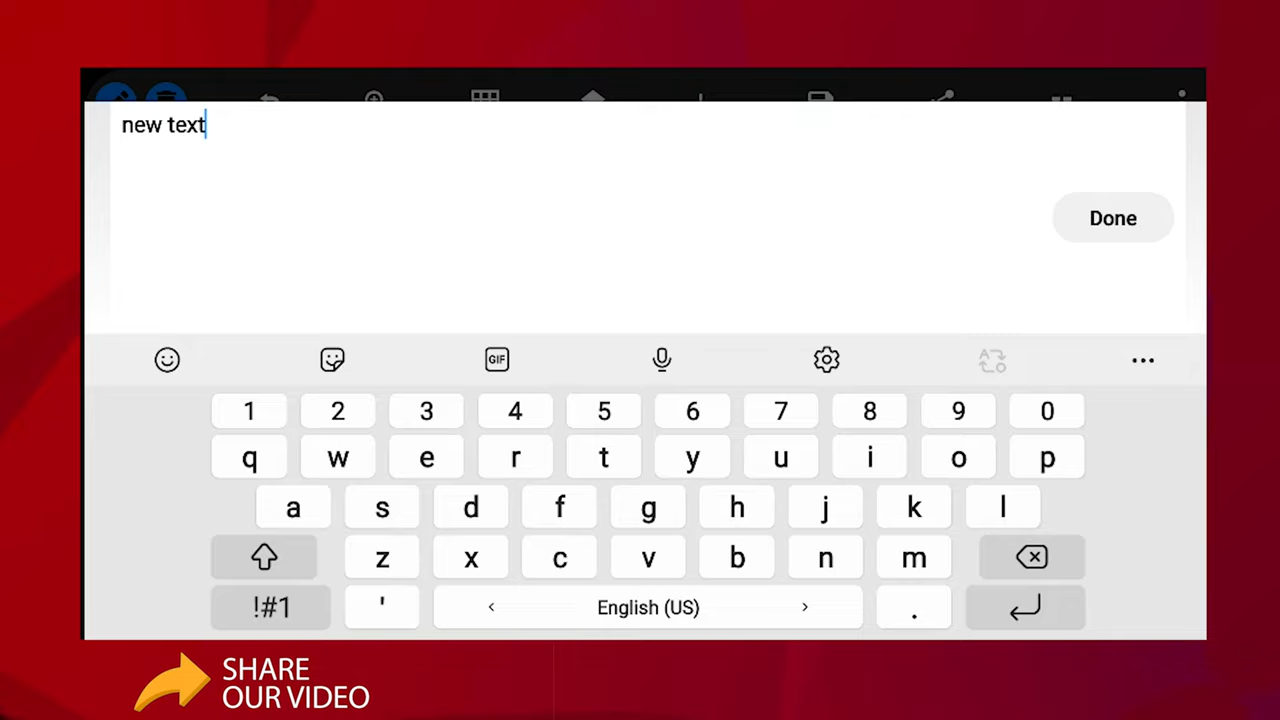 new text
Done
GIF
A
1 2 3 4 5 6 7 8 9 0
q w e r t y u i o p
a s d f g h j k l
z x c v b n m
!#1 ' < English (US) > .
SHARE
OUR VIDEO